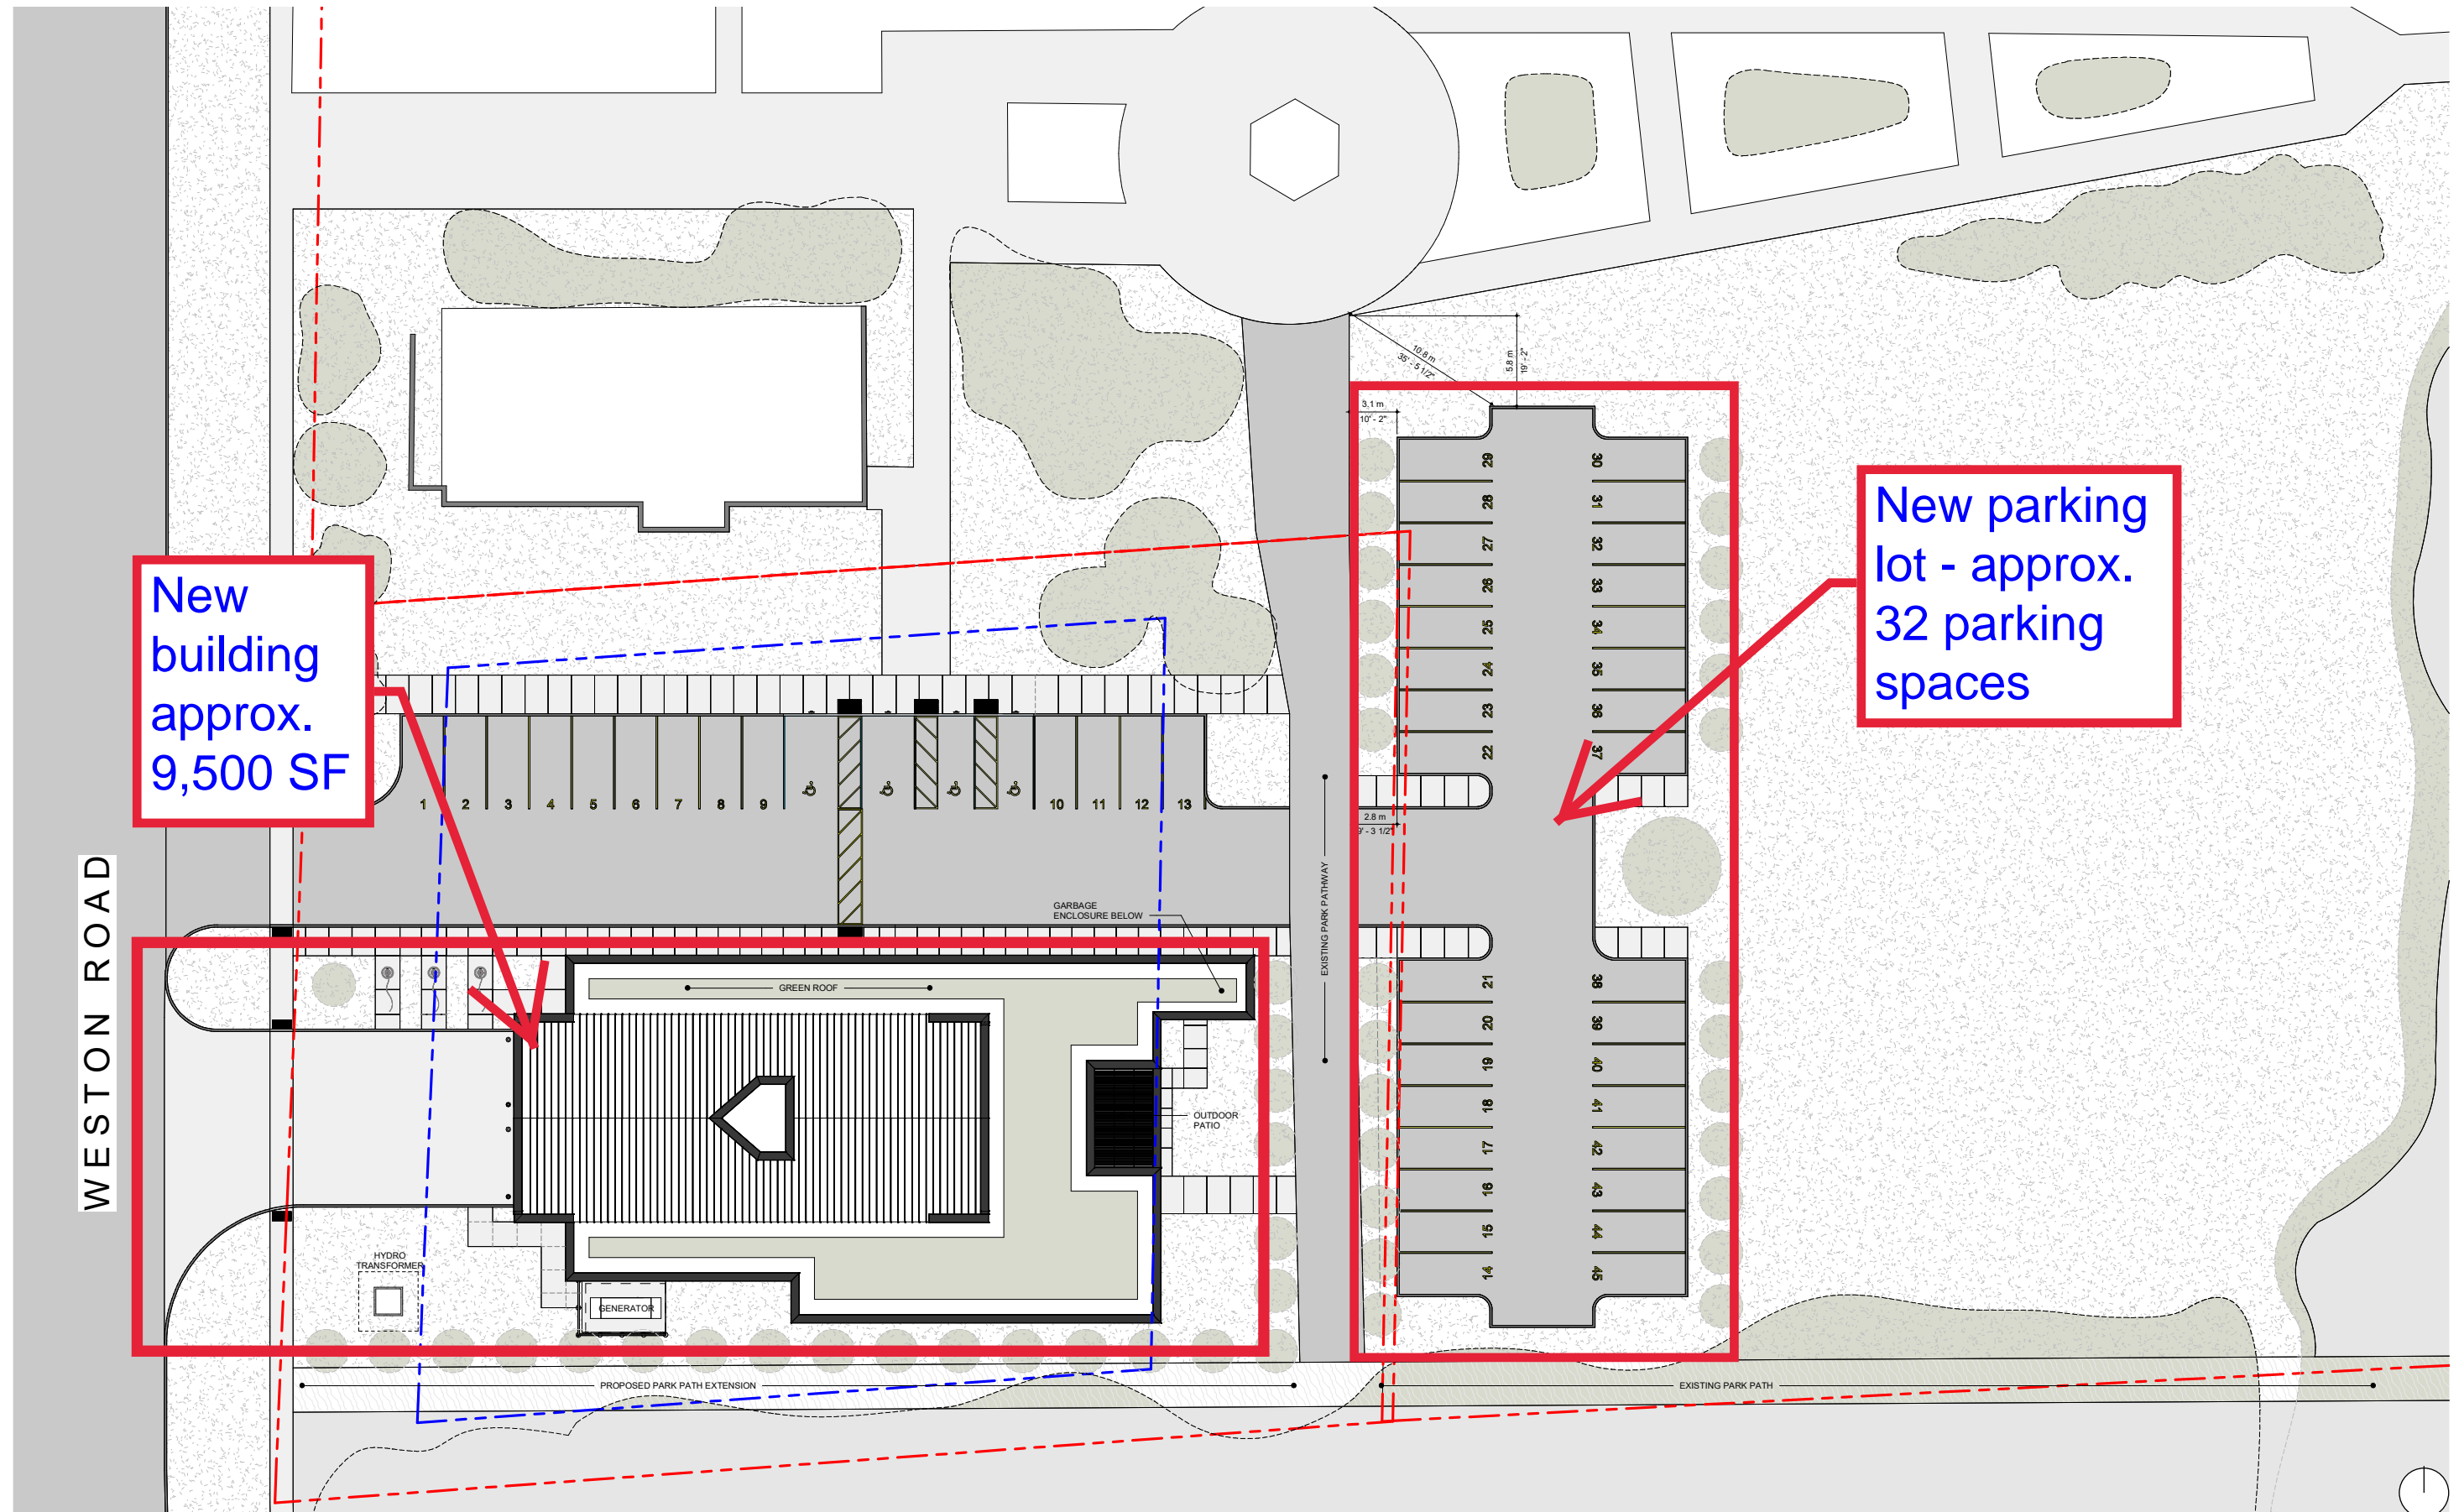 10.8 m
35' - 5 1/2"
5.8 m
19' - 2"
3.1 m
10' - 2"
New parking
lot - approx.
32 parking
spaces
New
building
approx.
9,500 SF
29
28
27
26
25
24
23
22
30
31
32
33
34
35
36
37
1 2 3 4 5 6 7 8 9 10 11 12 13
2.8 m
9' - 3 1/2"
EXISTING PARK PATHWAY
WESTON ROAD
GARBAGE
ENCLOSURE BELOW
GREEN ROOF
OUTDOOR
PATIO
21
20
19
18
17
16
15
14
38
39
40
41
42
43
44
45
HYDRO
TRANSFORMER
GENERATOR
PROPOSED PARK PATH EXTENSION
EXISTING PARK PATH